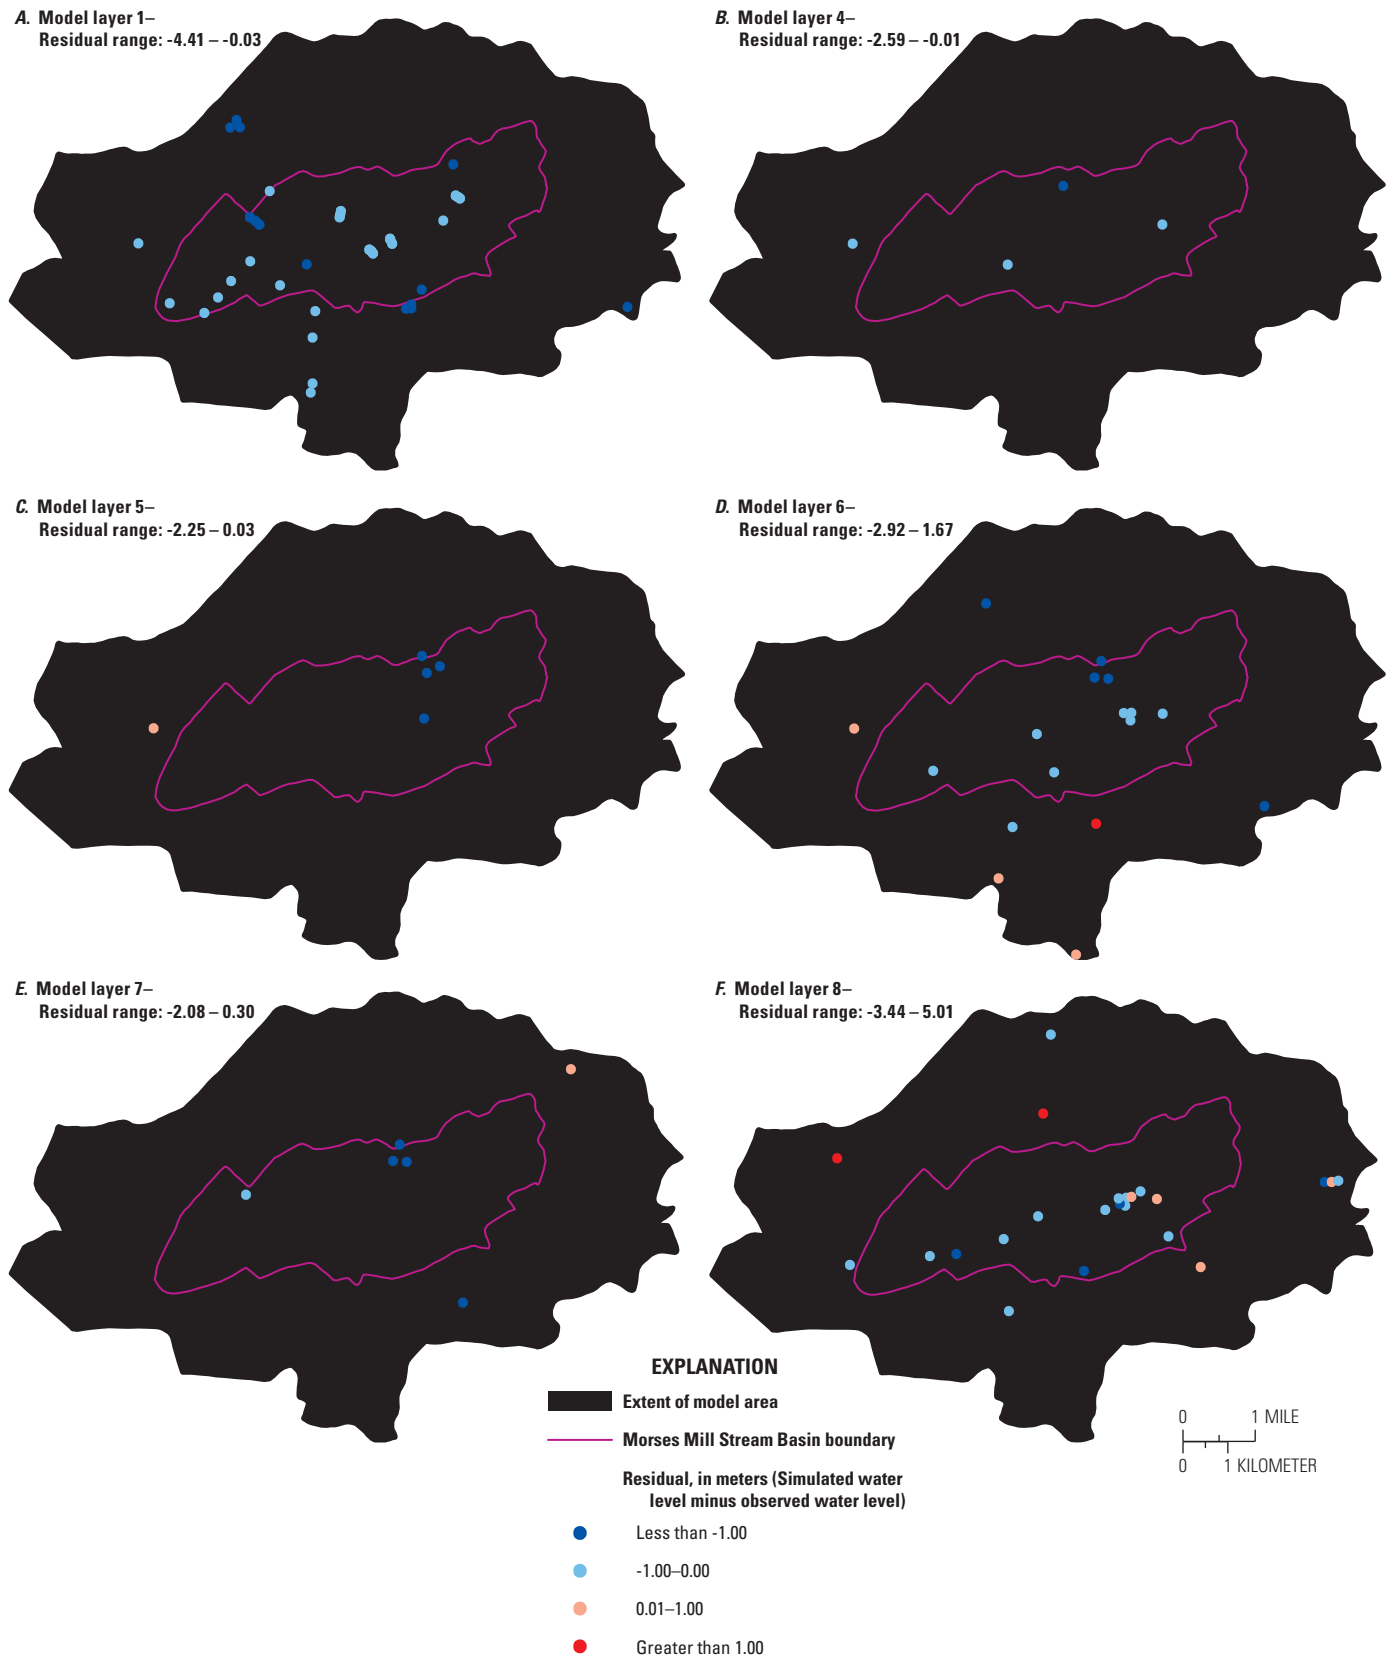 A. Model layer 1–
Residual range: -4.41 – -0.03
B. Model layer 4–
Residual range: -2.59 – -0.01
C. Model layer 5–
Residual range: -2.25 – 0.03
D. Model layer 6–
Residual range: -2.92 – 1.67
E. Model layer 7–
Residual range: -2.08 – 0.30
F. Model layer 8–
Residual range: -3.44 – 5.01
EXPLANATION
Extent of model area
Morses Mill Stream Basin boundary
Residual, in meters (Simulated water
level minus observed water level)
Less than -1.00
-1.00–0.00
0.01–1.00
Greater than 1.00
0 1 MILE
0 1 KILOMETER